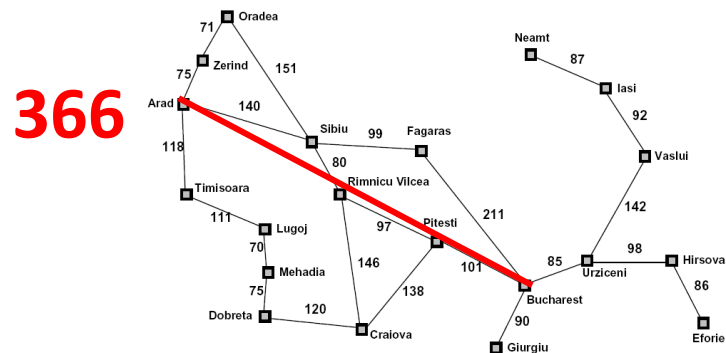 71
Oradea
Neamt
87
Zerind
75
151
Iasi
366
Arad
140
92
Sibiu
99
Fagaras
118
80
Vaslui
Rimnicu Vilcea
Timisoara
111
Lugoj
97
Pitesti
211
142
70
146
101
85
98
Hirsova
Mehadia
Urziceni
75
138
86
Bucharest
120
Dobreta
90
Craiova
Eforie
Giurgiu